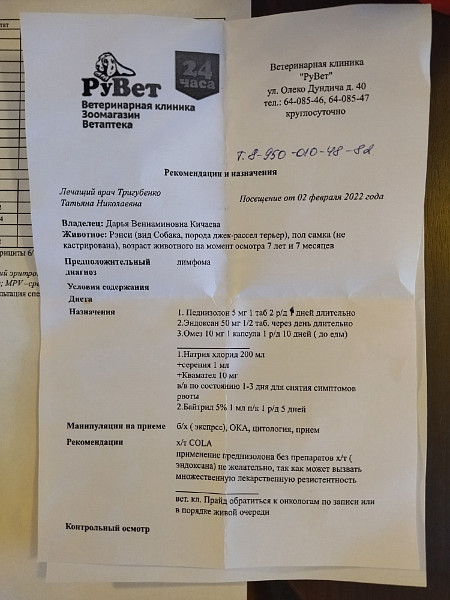 24
часа
РуВет
Ветеринарная клиника
Зоомагазин
Ветаптека
Ветеринарная клиника
"РуВет"
ул. Олеко Дундича д. 40
тел.: 64-085-46, 64-085-47
круглосуточно
Т. 8-950-010-48-82
Рекомендации и назначения
Лечащий врач Тригубенко
Татьяна Николаевна
Посещение от 02 февраля 2022 года
Владелец: Дарья Веннаминовна Кичаева
Животное: Рэнси (вид Собака, порода джек-рассел терьер), пол самка (не
кастрирована), возраст животного на момент осмотра 7 лет и 7 месяцев
Предположительный лимфома
диагноз
Условия содержания
Диета
Назначения 1. Педнизолон 5 мг 1 таб 2 р/д дней длительно
2.Эндоксан 50 мг 1/2 таб. через день длительно
3.Омез 10 мг 1 капсула 1 р/д 10 дней ( до еды)
1.Натрия хлорид 200 мл
+серения 1 мл
+Квамател 10 мг
в/в по состоянию 1-3 дня для снятия симптомов
рвоты
2.Байтрил 5% 1 мл п/к 1 р/д 5 дней
Манипуляции на приеме б/х ( экспрсс), ОКА, цитология, прием
Рекомендации х/т COLA
применение преднизолона без препаратов х/т (
эндоксана) не желательно, так как может вызвать
множественную лекарственную резистентность
вет. кл. Прайд обратиться к онкологам по записи или
в порядке живой очереди
Контрольный осмотр